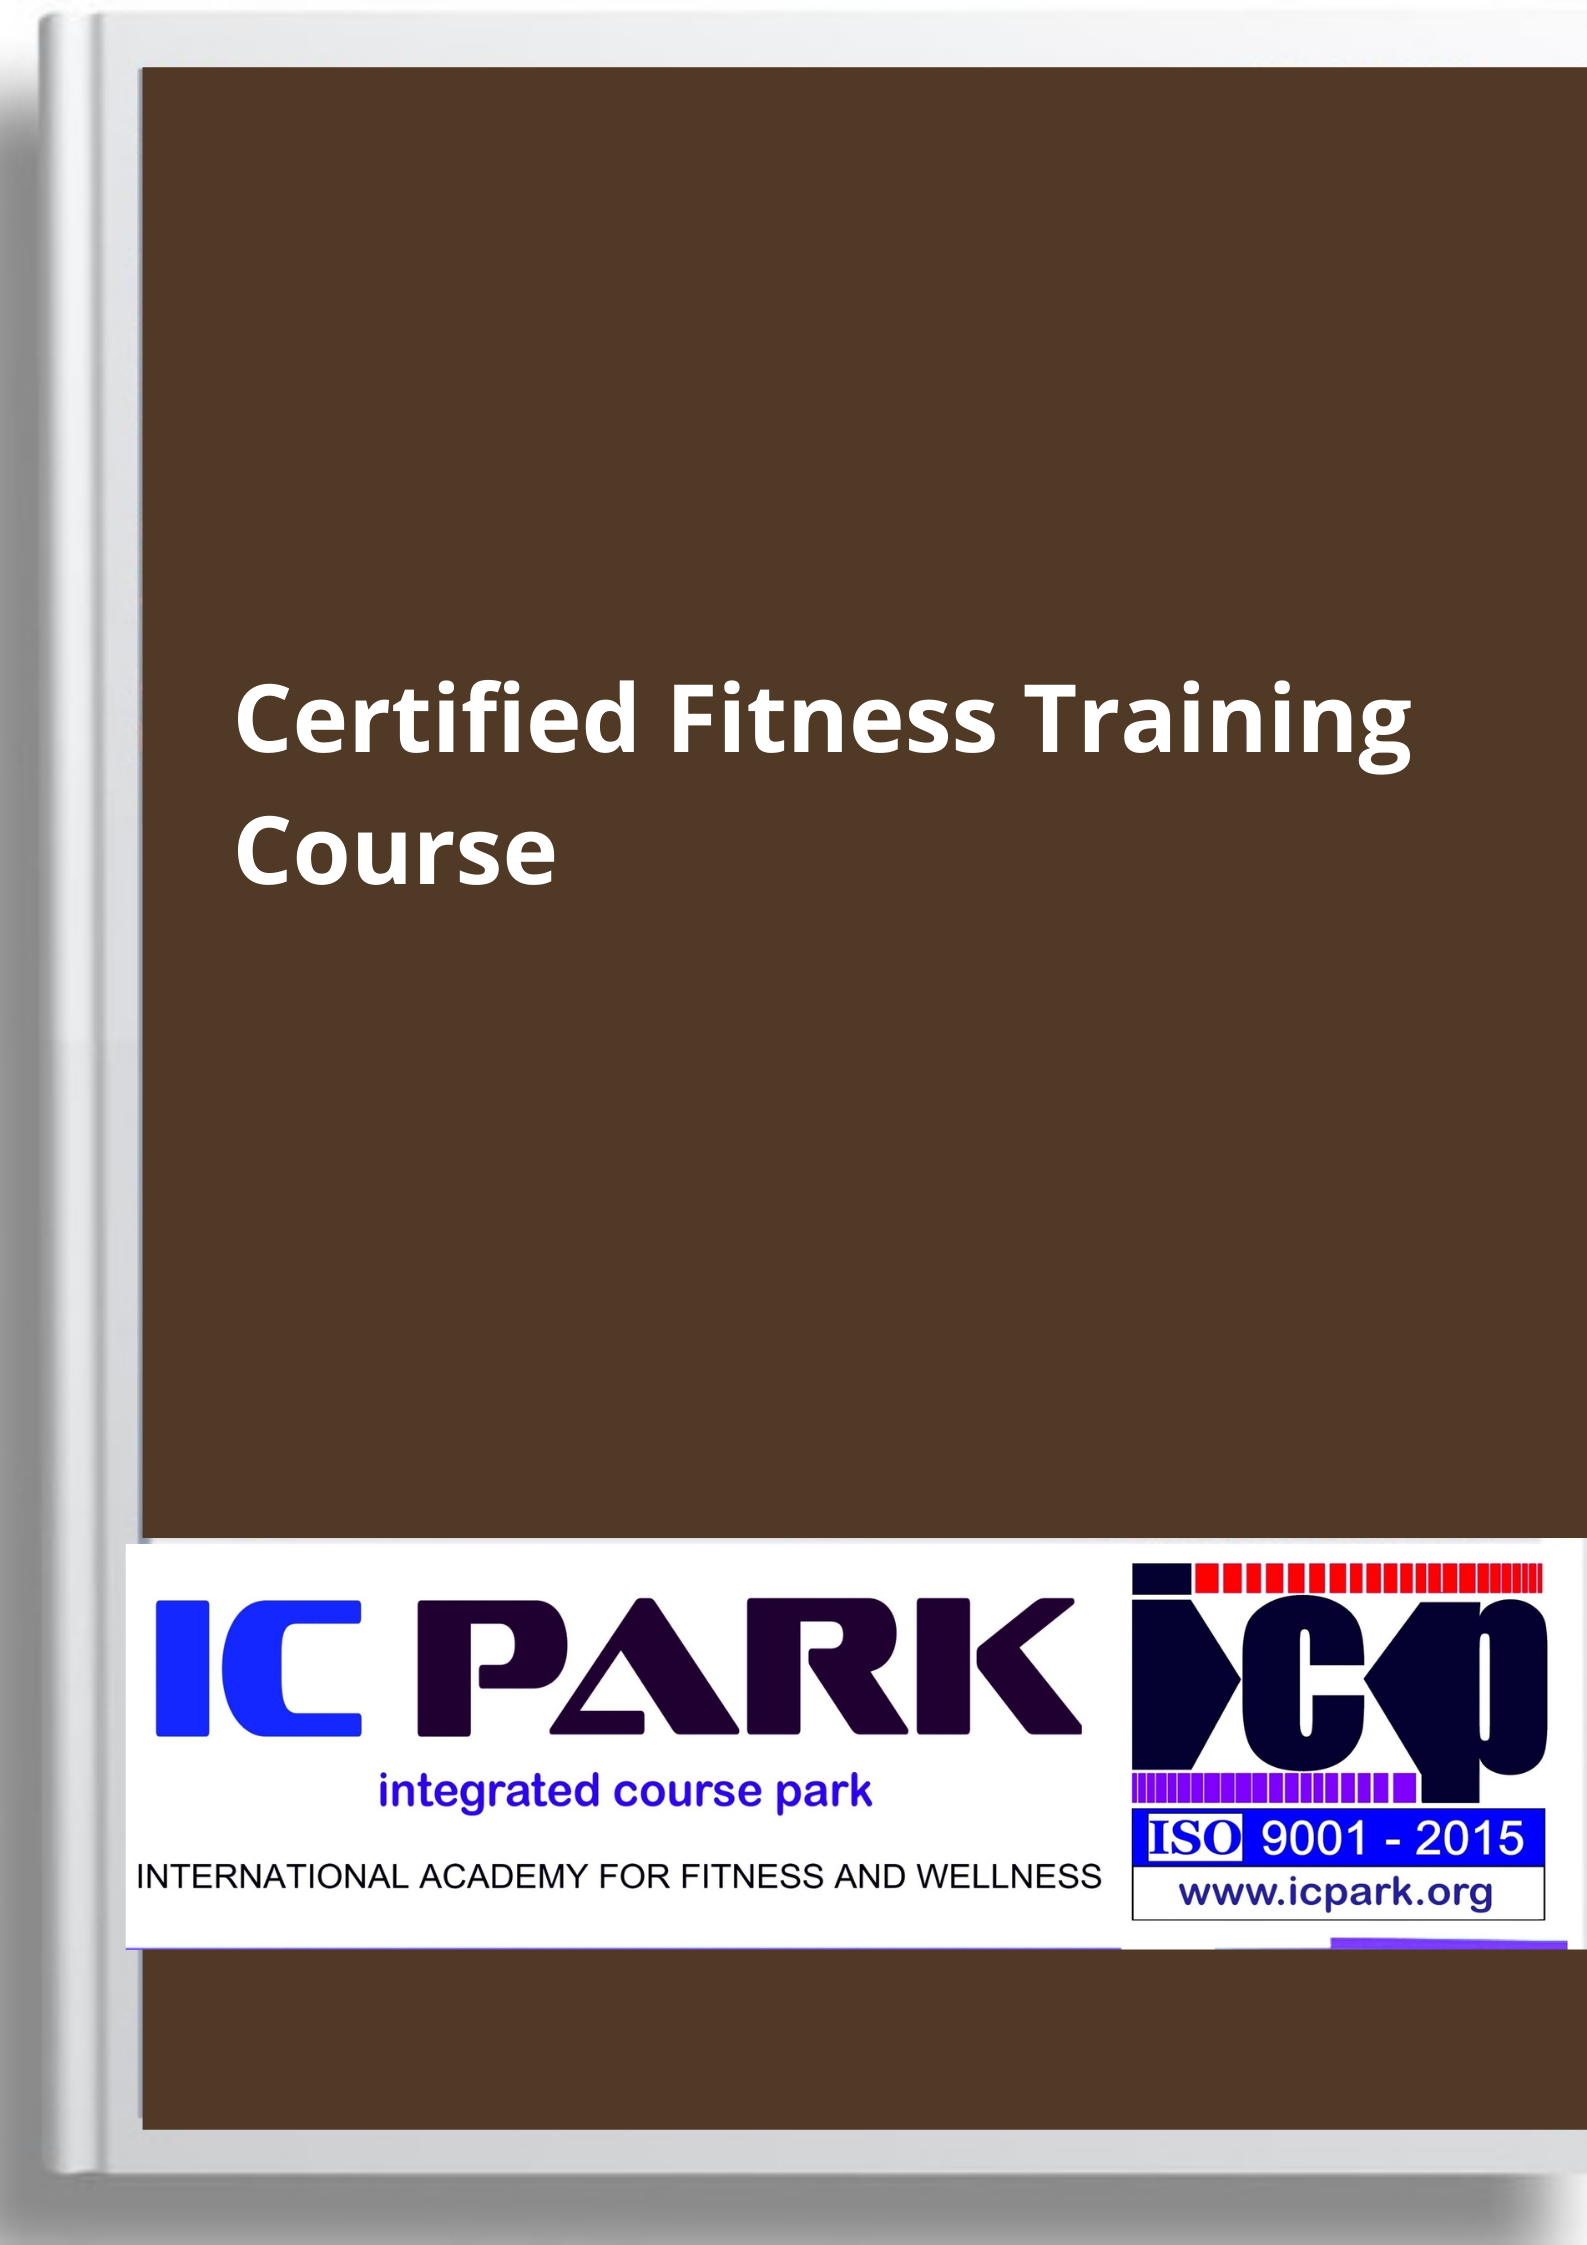 Certified Fitness Training
Course
IC PARK
integrated course park
INTERNATIONAL ACADEMY FOR FITNESS AND WELLNESS
icp
ISO 9001 - 2015
www.icpark.org